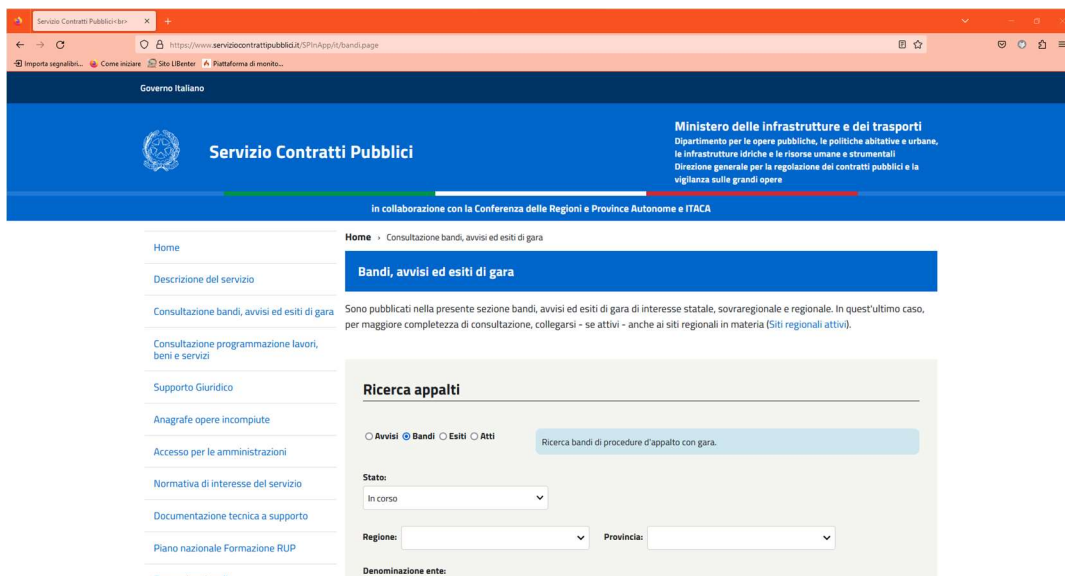 Servizio Contratti Pubblici<br>
https://www.serviziocontrattipubblici.it/SPInApp/it/bandi.page
Importa segnalibri... Come iniziare Sito LIBenter Piattaforma di monito...
Governo Italiano
Servizio Contratti Pubblici
Ministero delle infrastrutture e dei trasporti
Dipartimento per le opere pubbliche, le politiche abitative e urbane,
le infrastrutture idriche e le risorse umane e strumentali
Direzione generale per la regolazione dei contratti pubblici e la
vigilanza sulle grandi opere
in collaborazione con la Conferenza delle Regioni e Province Autonome e ITACA
Home
Descrizione del servizio
Consultazione bandi, avvisi ed esiti di gara
Consultazione programmazione lavori,
beni e servizi
Supporto Giuridico
Anagrafe opere incompiute
Accesso per le amministrazioni
Normativa di interesse del servizio
Documentazione tecnica a supporto
Piano nazionale Formazione RUP
Home › Consultazione bandi, avvisi ed esiti di gara
Bandi, avvisi ed esiti di gara
Sono pubblicati nella presente sezione bandi, avvisi ed esiti di gara di interesse statale, sovraregionale e regionale. In quest'ultimo caso,
per maggiore completezza di consultazione, collegarsi - se attivi - anche ai siti regionali in materia (Siti regionali attivi).
Ricerca appalti
Avvisi Bandi Esiti Atti
Ricerca bandi di procedure d'appalto con gara.
Stato:
In corso
Regione: Provincia:
Denominazione ente: